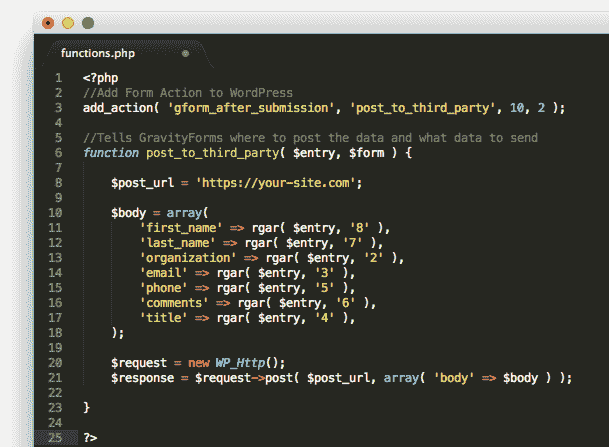 functions.php
1 <?php
2 //Add Form Action to WordPress
3 add_action( 'gform_after_submission', 'post_to_third_party', 10, 2 );
4
5 //Tells GravityForms where to post the data and what data to send
6 function post_to_third_party( $entry, $form ) {
7
8 $post_url = 'https://your-site.com';
9
10 $body = array(
11 'first_name' => rgar( $entry, '8' ),
12 'last_name' => rgar( $entry, '7' ),
13 'organization' => rgar( $entry, '2' ),
14 'email' => rgar( $entry, '3' ),
15 'phone' => rgar( $entry, '5' ),
16 'comments' => rgar( $entry, '6' ),
17 'title' => rgar( $entry, '4' ),
18 );
19
20 $request = new WP_Http();
21 $response = $request->post( $post_url, array( 'body' => $body ) );
22
23 }
24
25 ?>